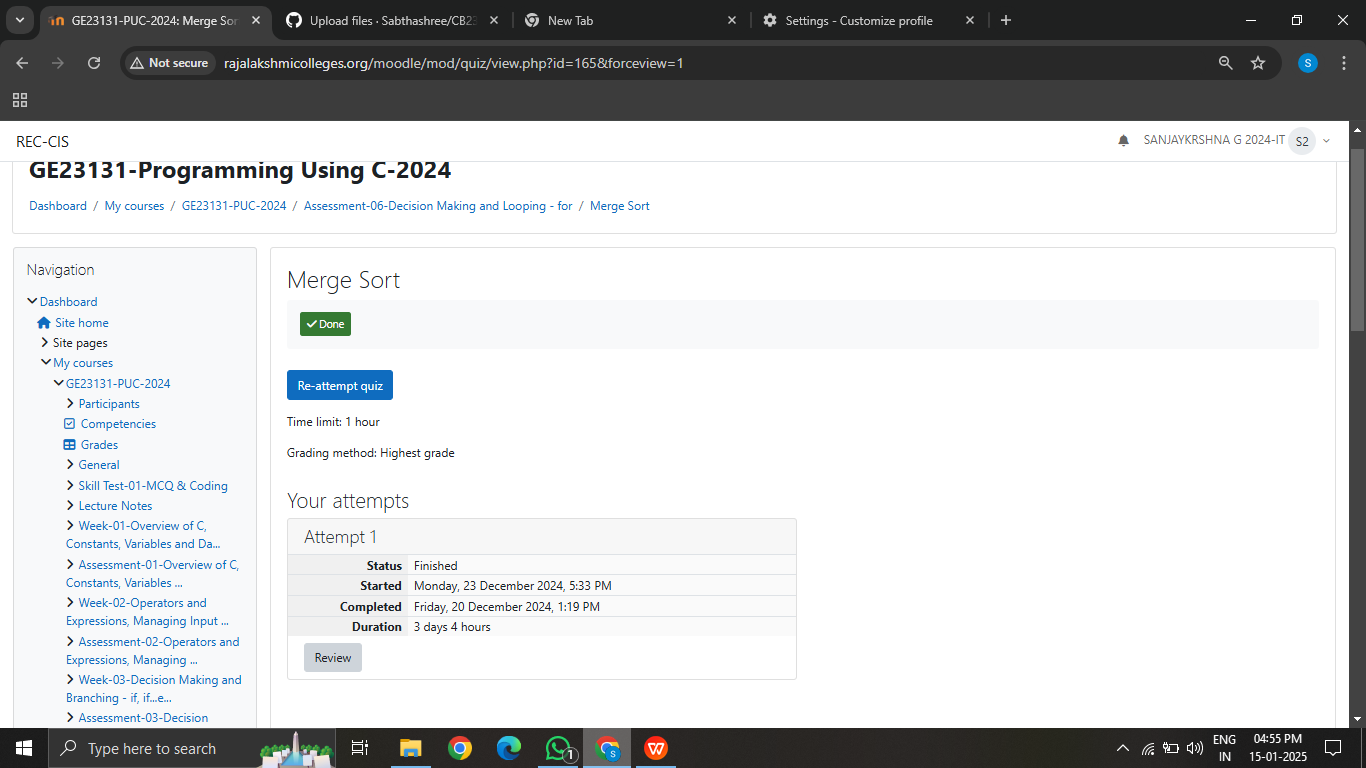 GE23131-PUC-2024: Merge Sor
Upload files · Sabthashree/CB23
New Tab
Settings - Customize profile
Not secure
rajalakshmicolleges.org/moodle/mod/quiz/view.php?id=165&forceview=1
S
REC-CIS
SANJAYKRSHNA G 2024-IT S2
GE23131-Programming Using C-2024
Dashboard / My courses / GE23131-PUC-2024 / Assessment-06-Decision Making and Looping - for / Merge Sort
Navigation
Dashboard
Site home
Site pages
My courses
GE23131-PUC-2024
Participants
Competencies
Grades
General
Skill Test-01-MCQ & Coding
Lecture Notes
Week-01-Overview of C,
Constants, Variables and Da...
Assessment-01-Overview of C,
Constants, Variables ...
Week-02-Operators and
Expressions, Managing Input ...
Assessment-02-Operators and
Expressions, Managing ...
Week-03-Decision Making and
Branching - if, if...e...
Assessment-03-Decision
Merge Sort
Done
Re-attempt quiz
Time limit: 1 hour
Grading method: Highest grade
Your attempts
Attempt 1
Status Finished
Started Monday, 23 December 2024, 5:33 PM
Completed Friday, 20 December 2024, 1:19 PM
Duration 3 days 4 hours
Review
Type here to search
1
S
W
ENG
IN
04:55 PM
15-01-2025